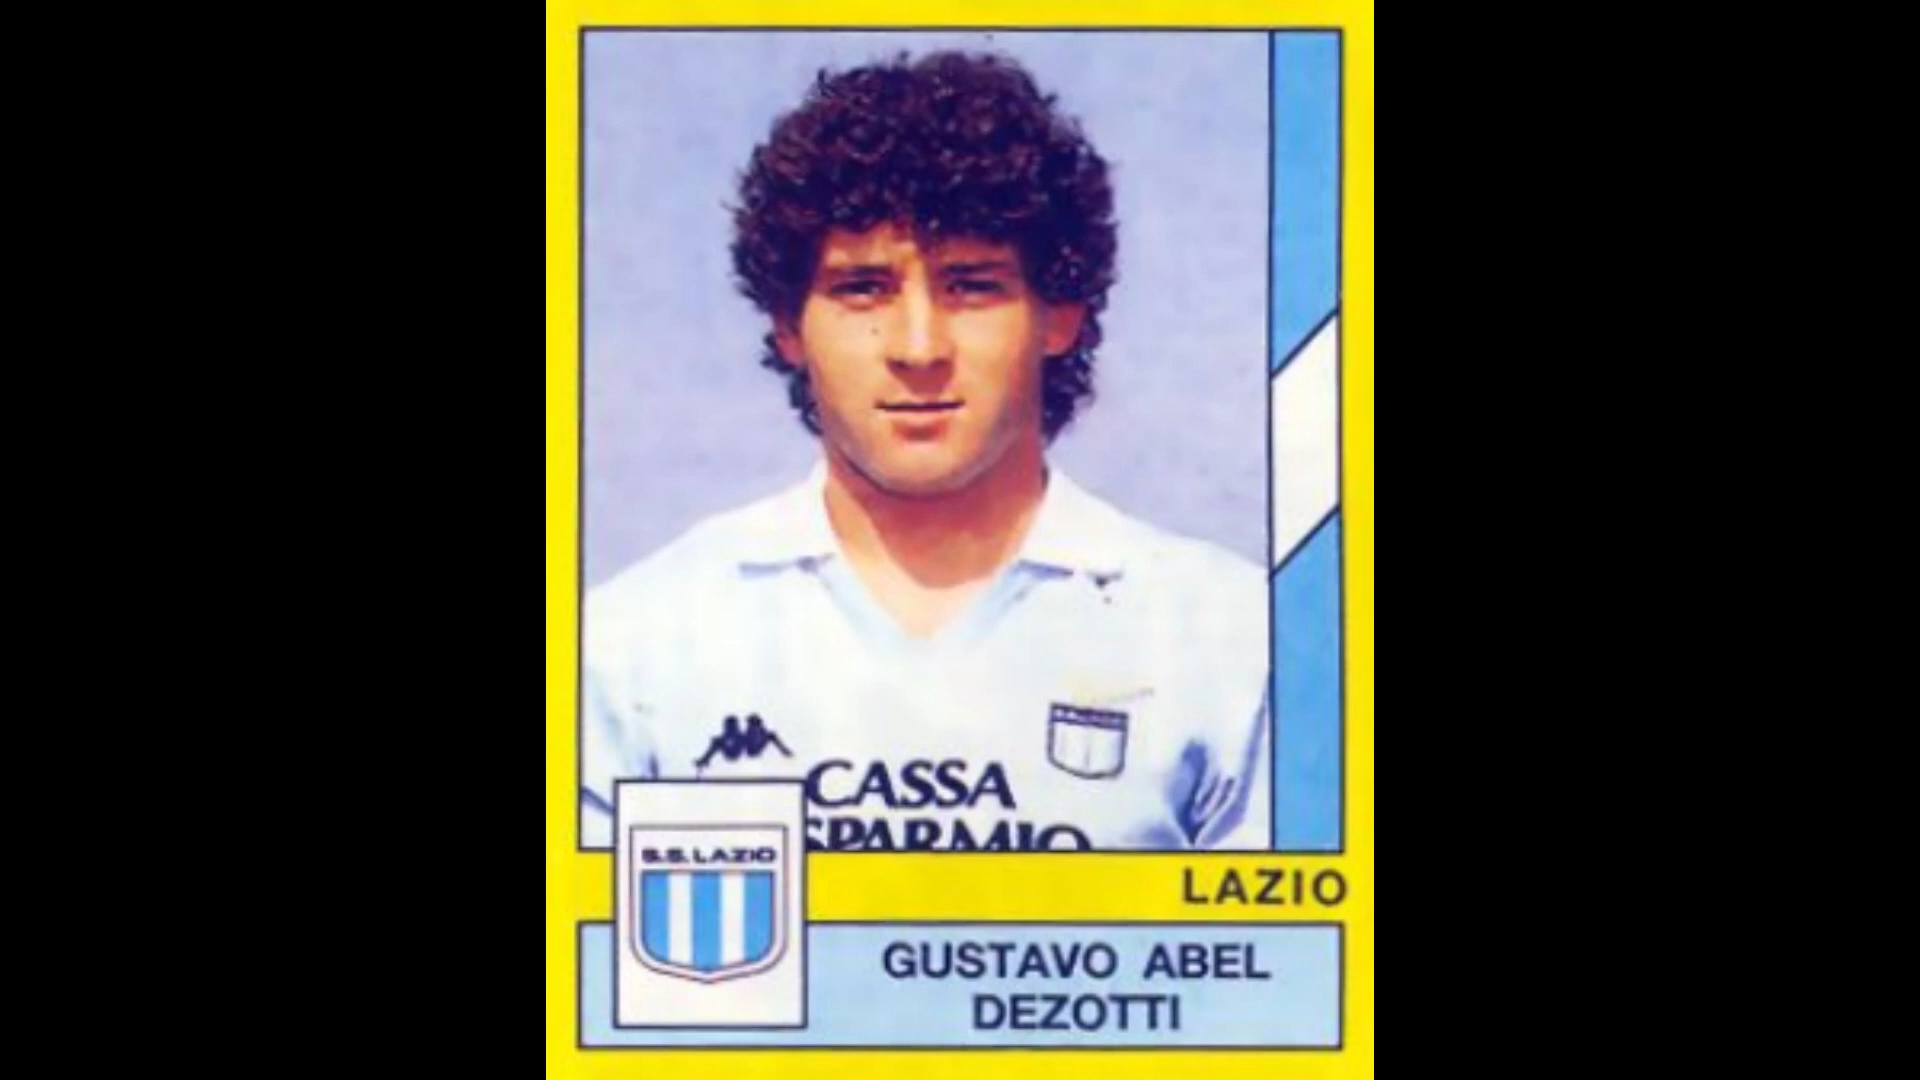 CASSA
SPARMIO
S.S. LAZIO
LAZIO
GUSTAVO ABEL
DEZOTTI